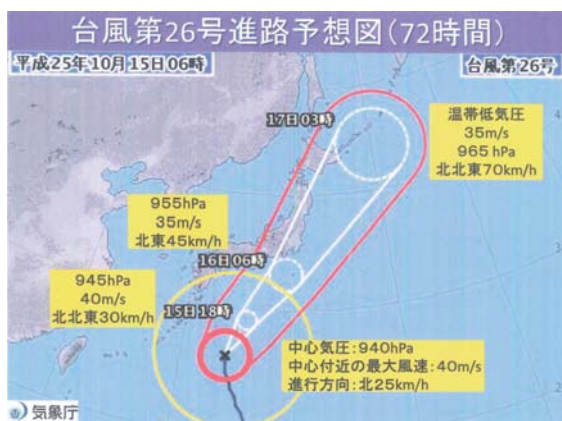 台風第26号進路予想図(72時間)
平成25年10月15日06時
台風第26号
17日03時
温帯低気圧
35m/s
965hPa
北北東70km/h
955hPa
35m/s
北東45km/h
16日06時
945hPa
40m/s
北北東30km/h
15日18時
中心気圧:940hPa
中心付近の最大風速:40m/s
進行方向:北25km/h
気象庁